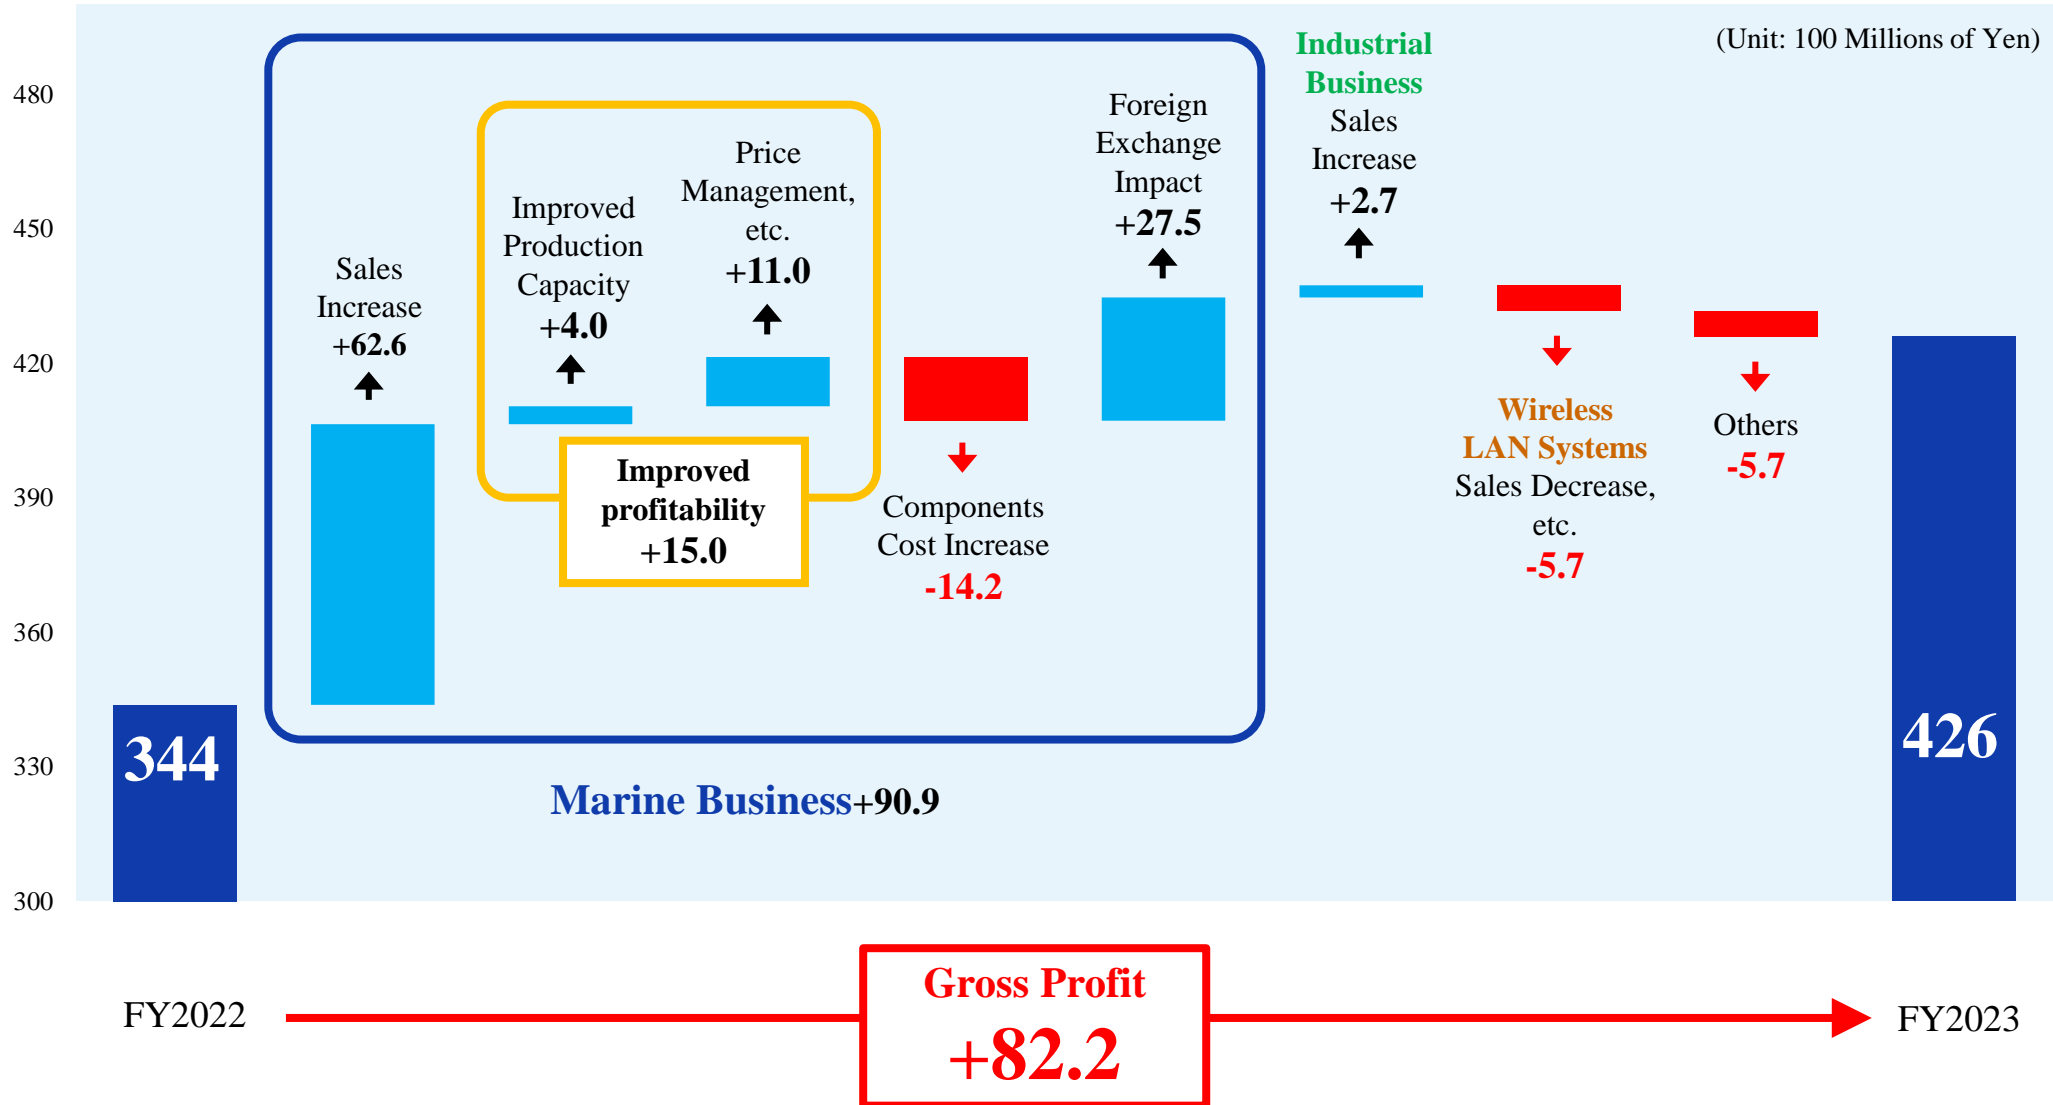 (Unit: 100 Millions of Yen)
480
450
420
390
360
330
300
344
Sales
Increase
+62.6
Improved
Production
Capacity
+4.0
Price
Management,
etc.
+11.0
Improved
profitability
+15.0
Components
Cost Increase
-14.2
Foreign
Exchange
Impact
+27.5
Marine Business+90.9
Industrial
Business
Sales
Increase
+2.7
Wireless
LAN Systems
Sales Decrease,
etc.
-5.7
Others
-5.7
426
FY2022
Gross Profit
+82.2
FY2023